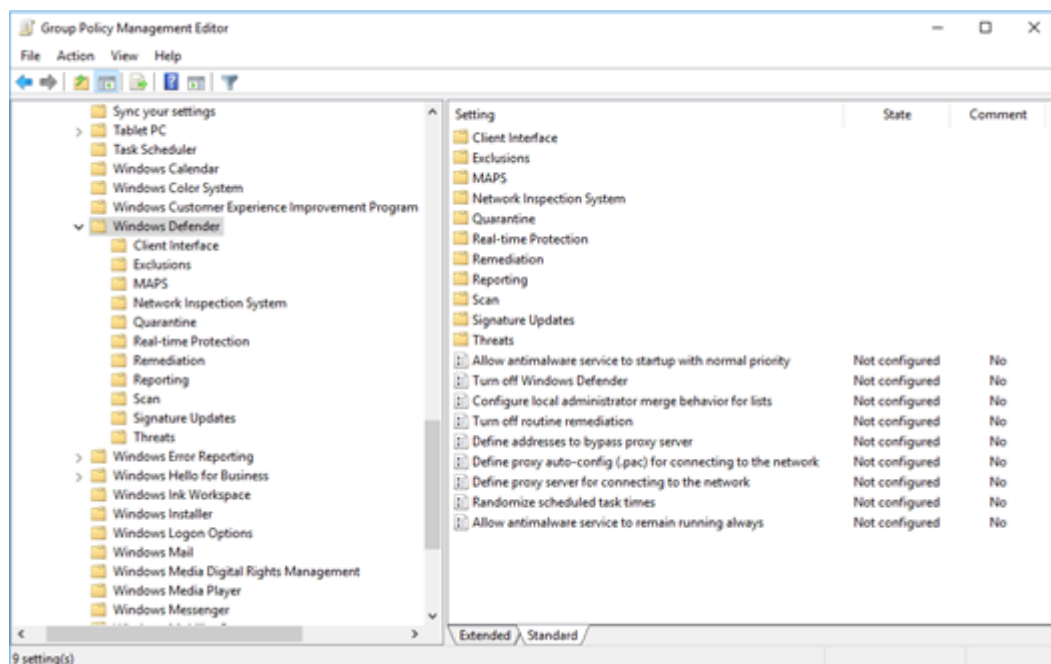 Group Policy Management Editor
File Action View Help
Sync your settings
Tablet PC
Task Scheduler
Windows Calendar
Windows Color System
Windows Customer Experience Improvement Program
Windows Defender
Client Interface
Exclusions
MAPS
Network Inspection System
Quarantine
Real-time Protection
Remediation
Reporting
Scan
Signature Updates
Threats
Windows Error Reporting
Windows Hello for Business
Windows Ink Workspace
Windows Installer
Windows Logon Options
Windows Mail
Windows Media Digital Rights Management
Windows Media Player
Windows Messenger
Setting State Comment
Client Interface
Exclusions
MAPS
Network Inspection System
Quarantine
Real-time Protection
Remediation
Reporting
Scan
Signature Updates
Threats
Allow antimalware service to startup with normal priority Not configured No
Turn off Windows Defender Not configured No
Configure local administrator merge behavior for lists Not configured No
Turn off routine remediation Not configured No
Define addresses to bypass proxy server Not configured No
Define proxy auto-config (.pac) for connecting to the network Not configured No
Define proxy server for connecting to the network Not configured No
Randomize scheduled task times Not configured No
Allow antimalware service to remain running always Not configured No
Extended Standard
9 setting(s)